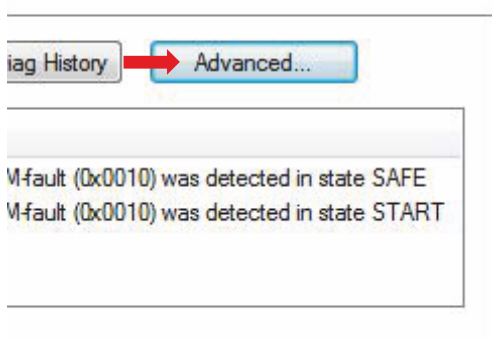 iag History Advanced...
M-fault (0x0010) was detected in state SAFE
M-fault (0x0010) was detected in state START